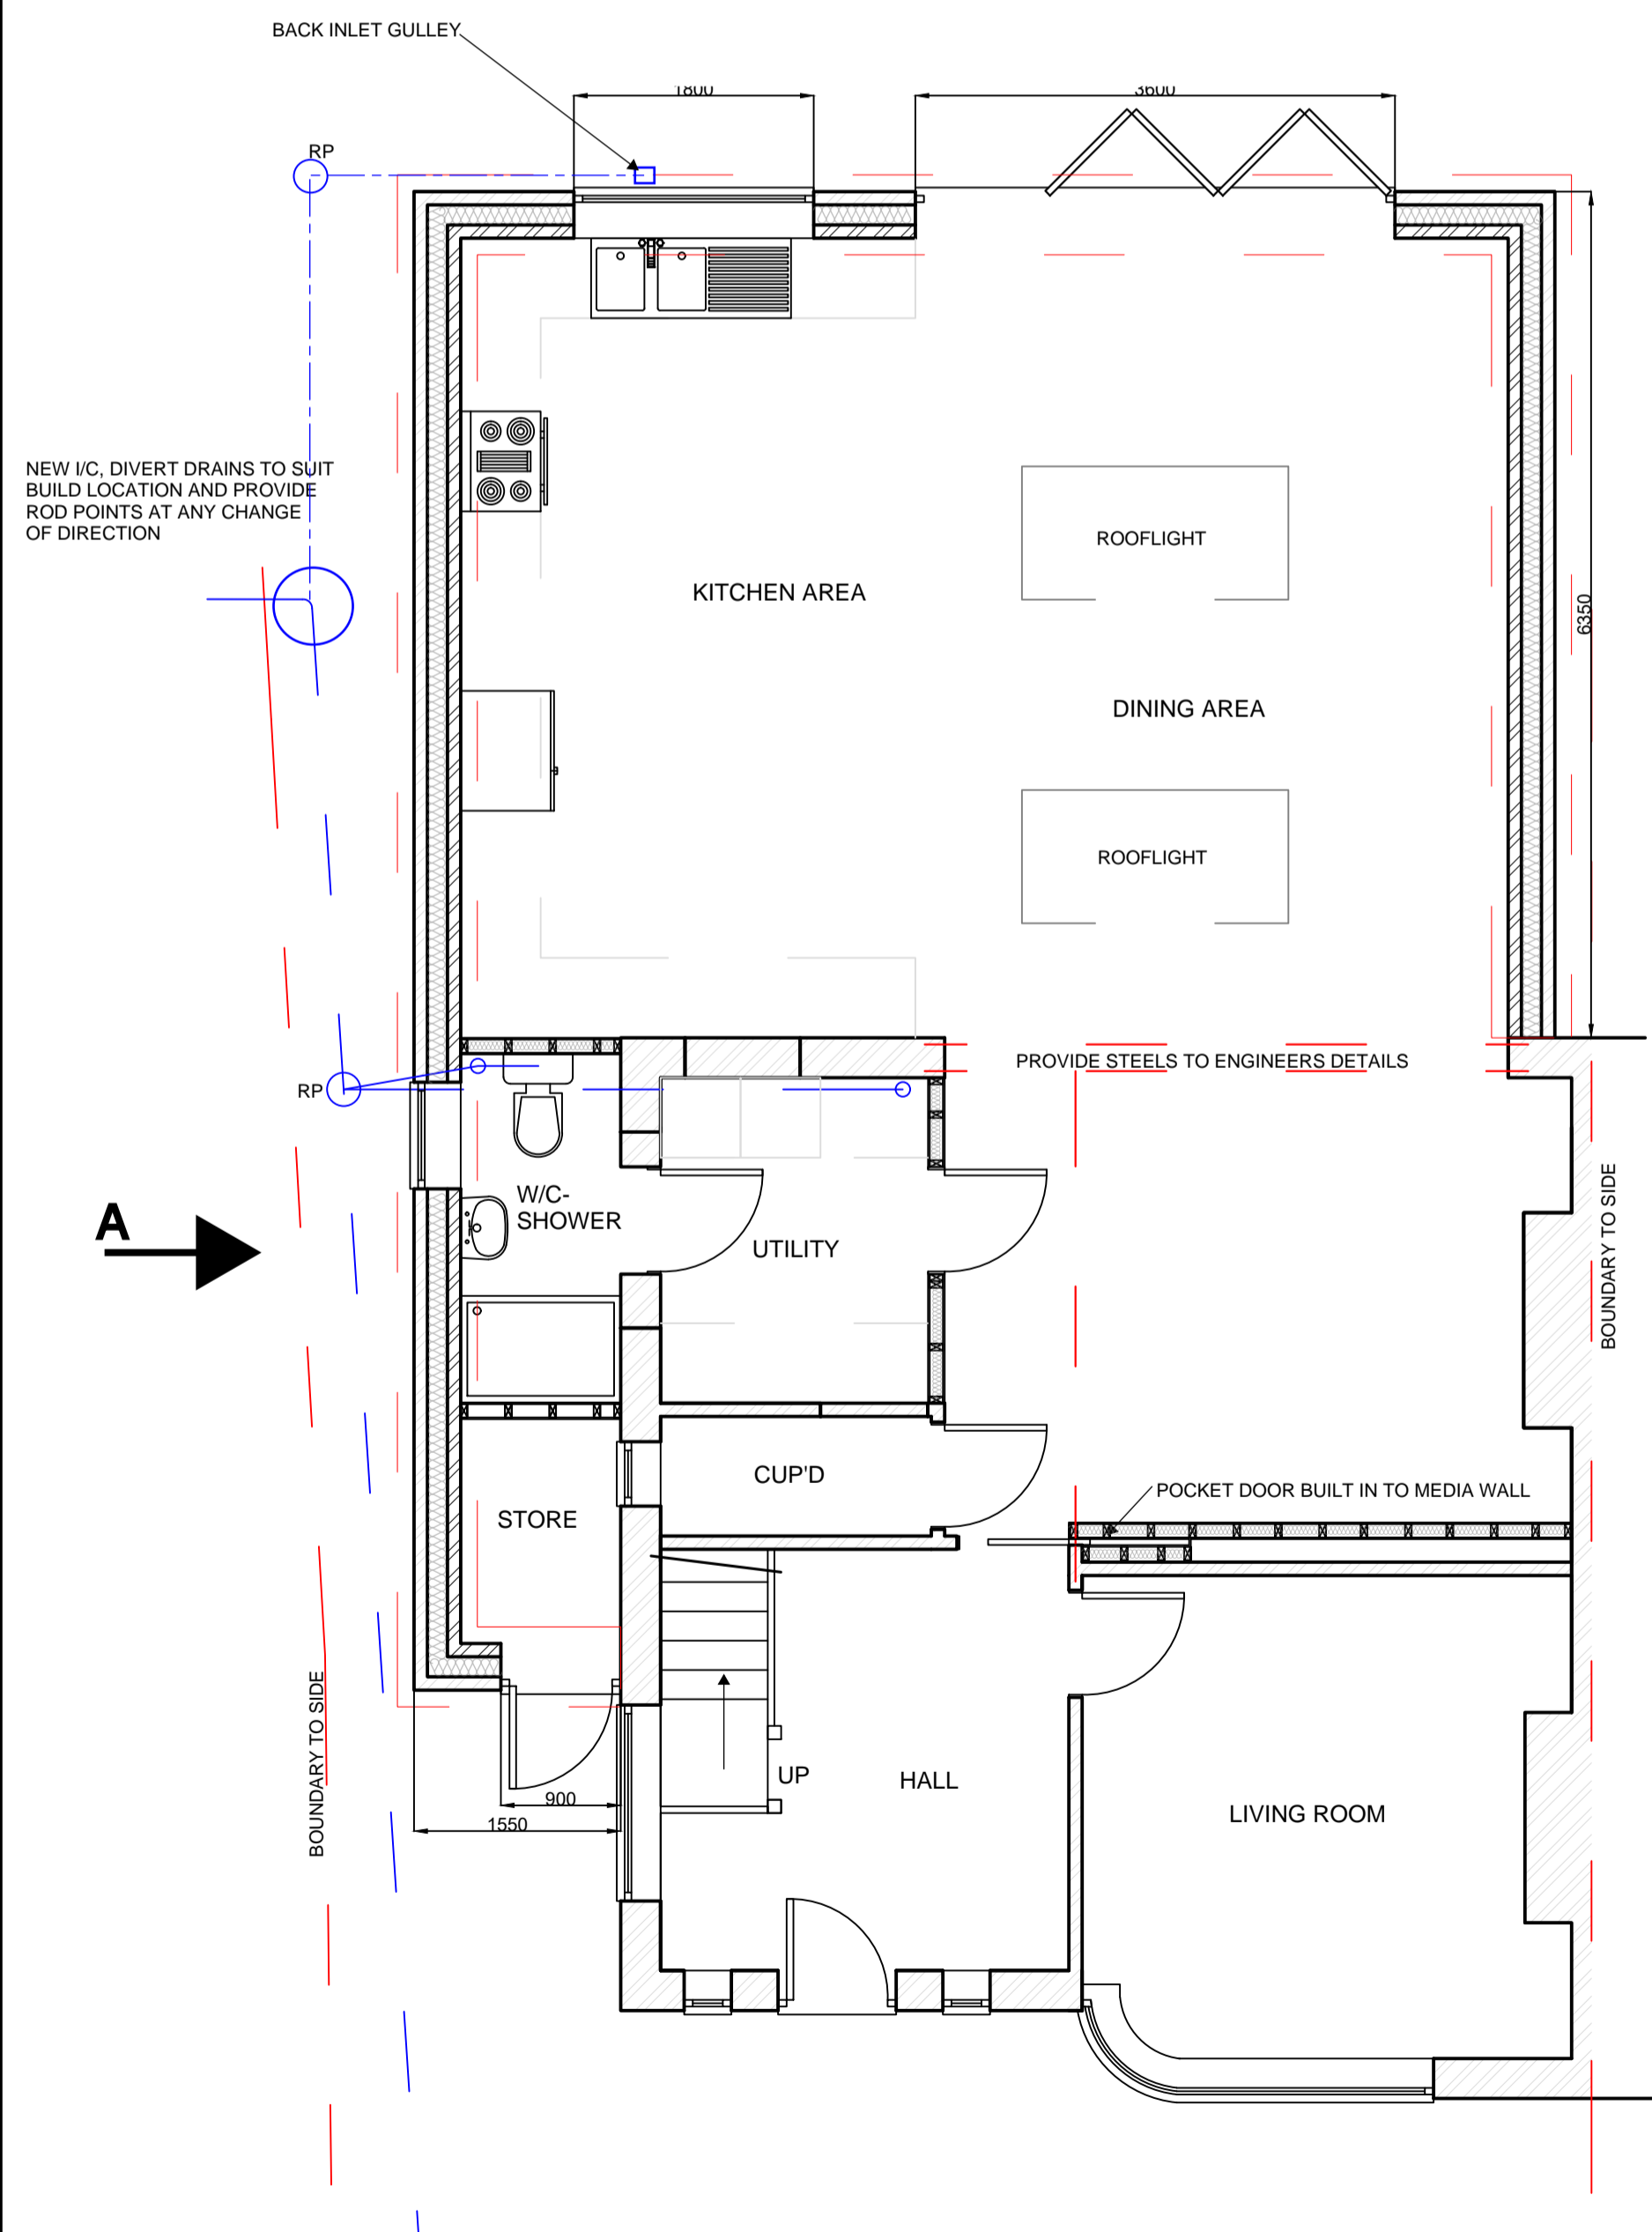 BACK INLET GULLEY
1800
3600
RP
NEW I/C, DIVERT DRAINS TO SUIT
BUILD LOCATION AND PROVIDE
ROD POINTS AT ANY CHANGE
OF DIRECTION
ROOFLIGHT
KITCHEN AREA
6350
DINING AREA
ROOFLIGHT
PROVIDE STEELS TO ENGINEERS DETAILS
RP
W/C-
SHOWER
A
UTILITY
BOUNDARY TO SIDE
CUP'D
POCKET DOOR BUILT IN TO MEDIA WALL
STORE
BOUNDARY TO SIDE
UP
HALL
900
1550
LIVING ROOM